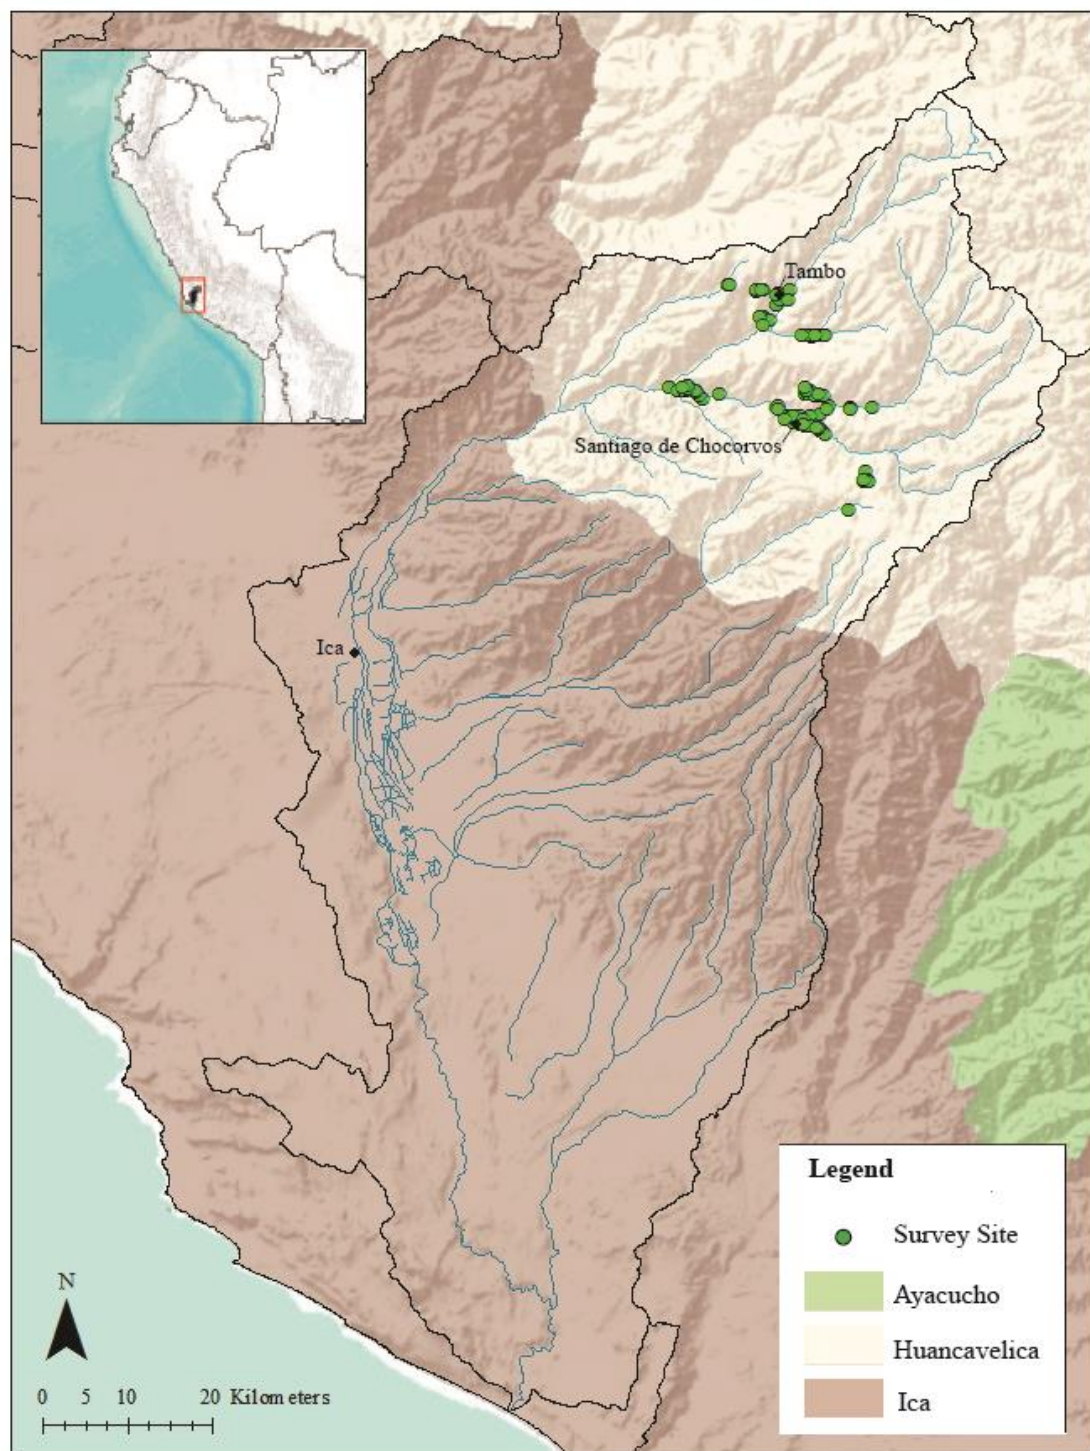 Tambo
Santiago de Chocorvos
Ica
Legend
Survey Site
Ayacucho
Huancavelica
Ica
N
0 5 10 20 Kilometers